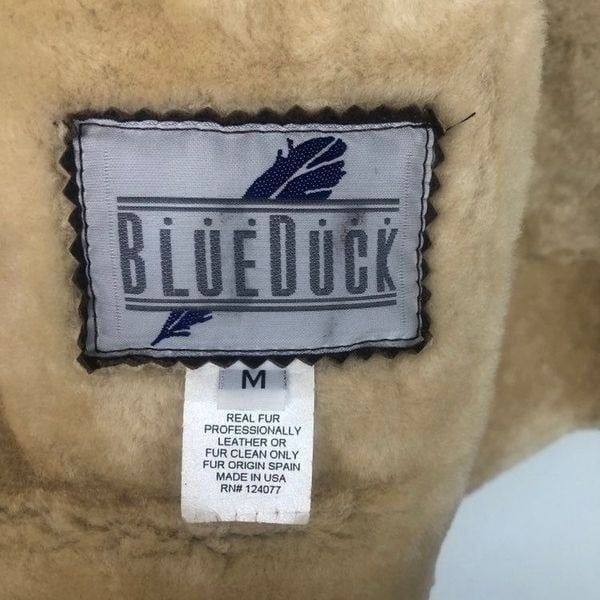 BLUEDUCK
M
REAL FUR
PROFESSIONALLY
LEATHER OR
FUR CLEAN ONLY
FUR ORIGIN SPAIN
MADE IN USA
RN# 124077